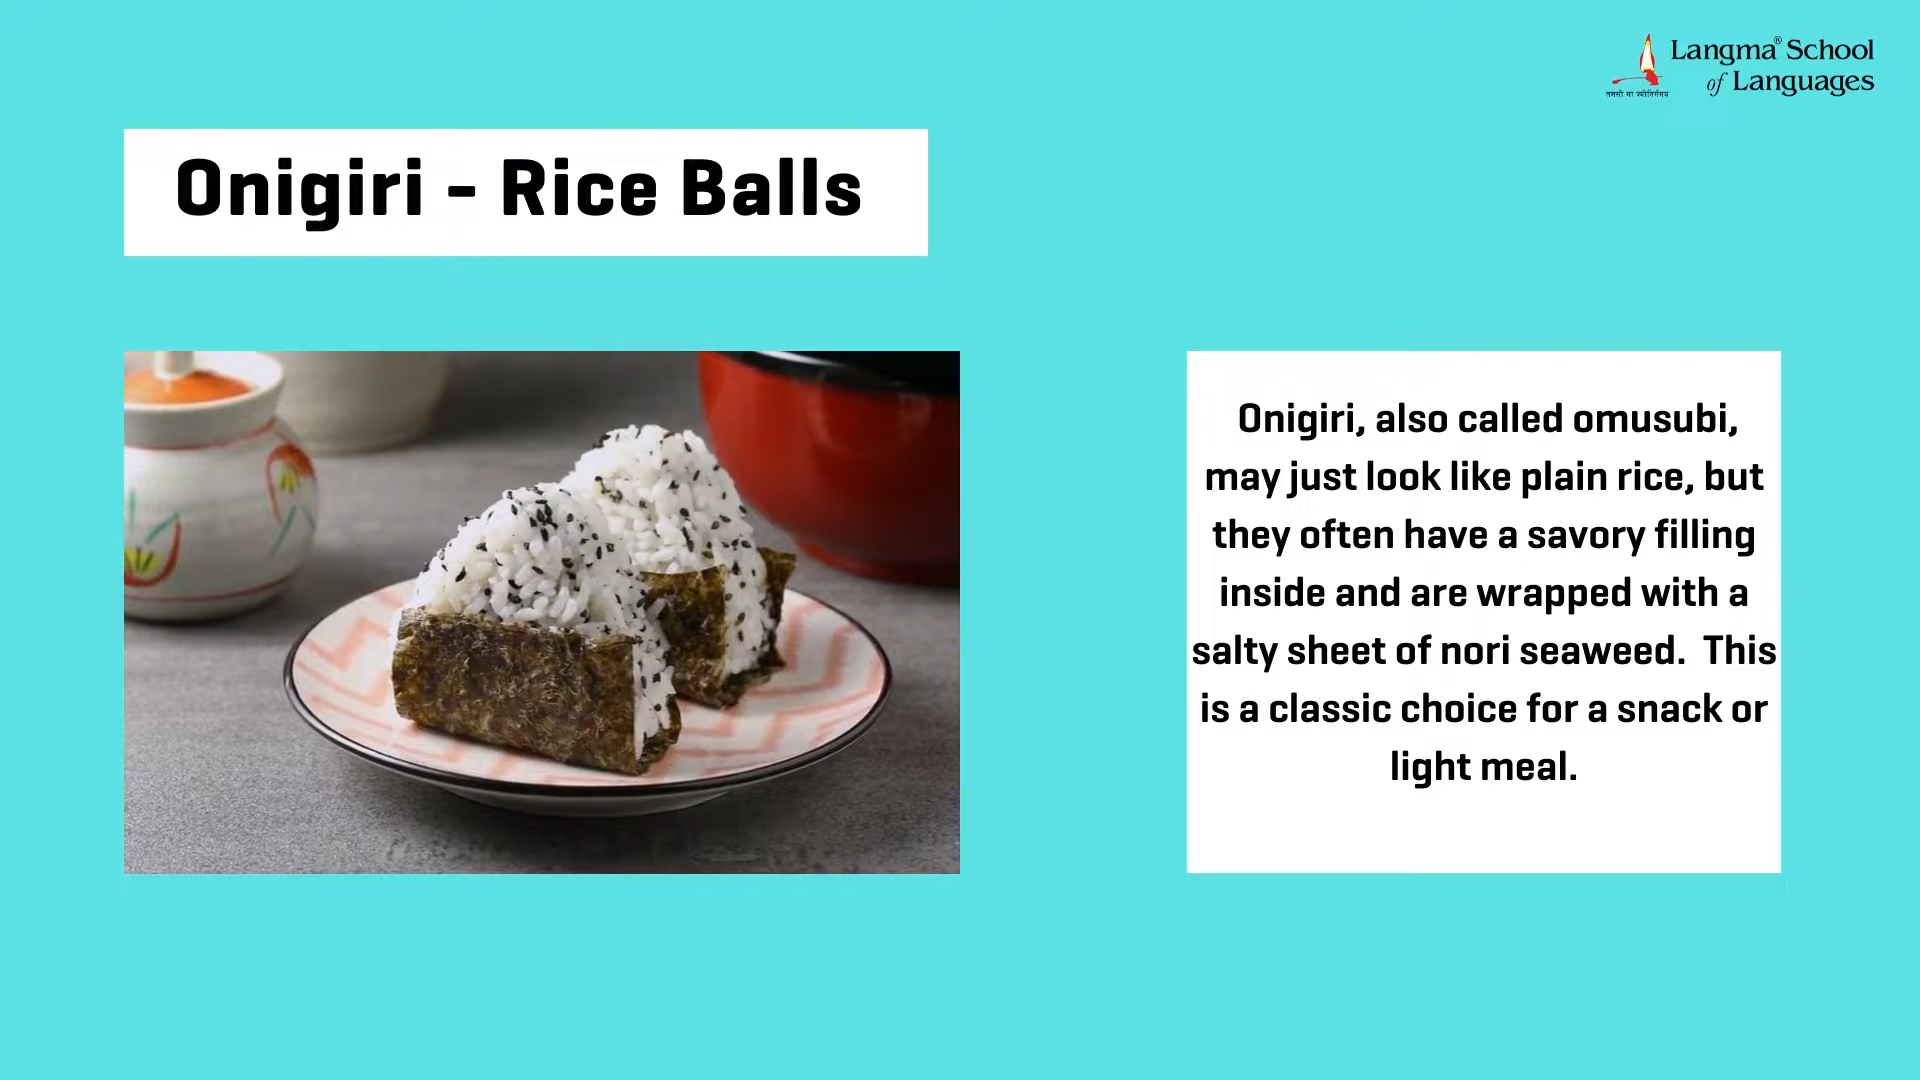 Langma® School
of Languages
तमसो मा ज्योतिर्गमय
Onigiri - Rice Balls
Onigiri, also called omusubi,
may just look like plain rice, but
they often have a savory filling
inside and are wrapped with a
salty sheet of nori seaweed.  This
is a classic choice for a snack or
light meal.